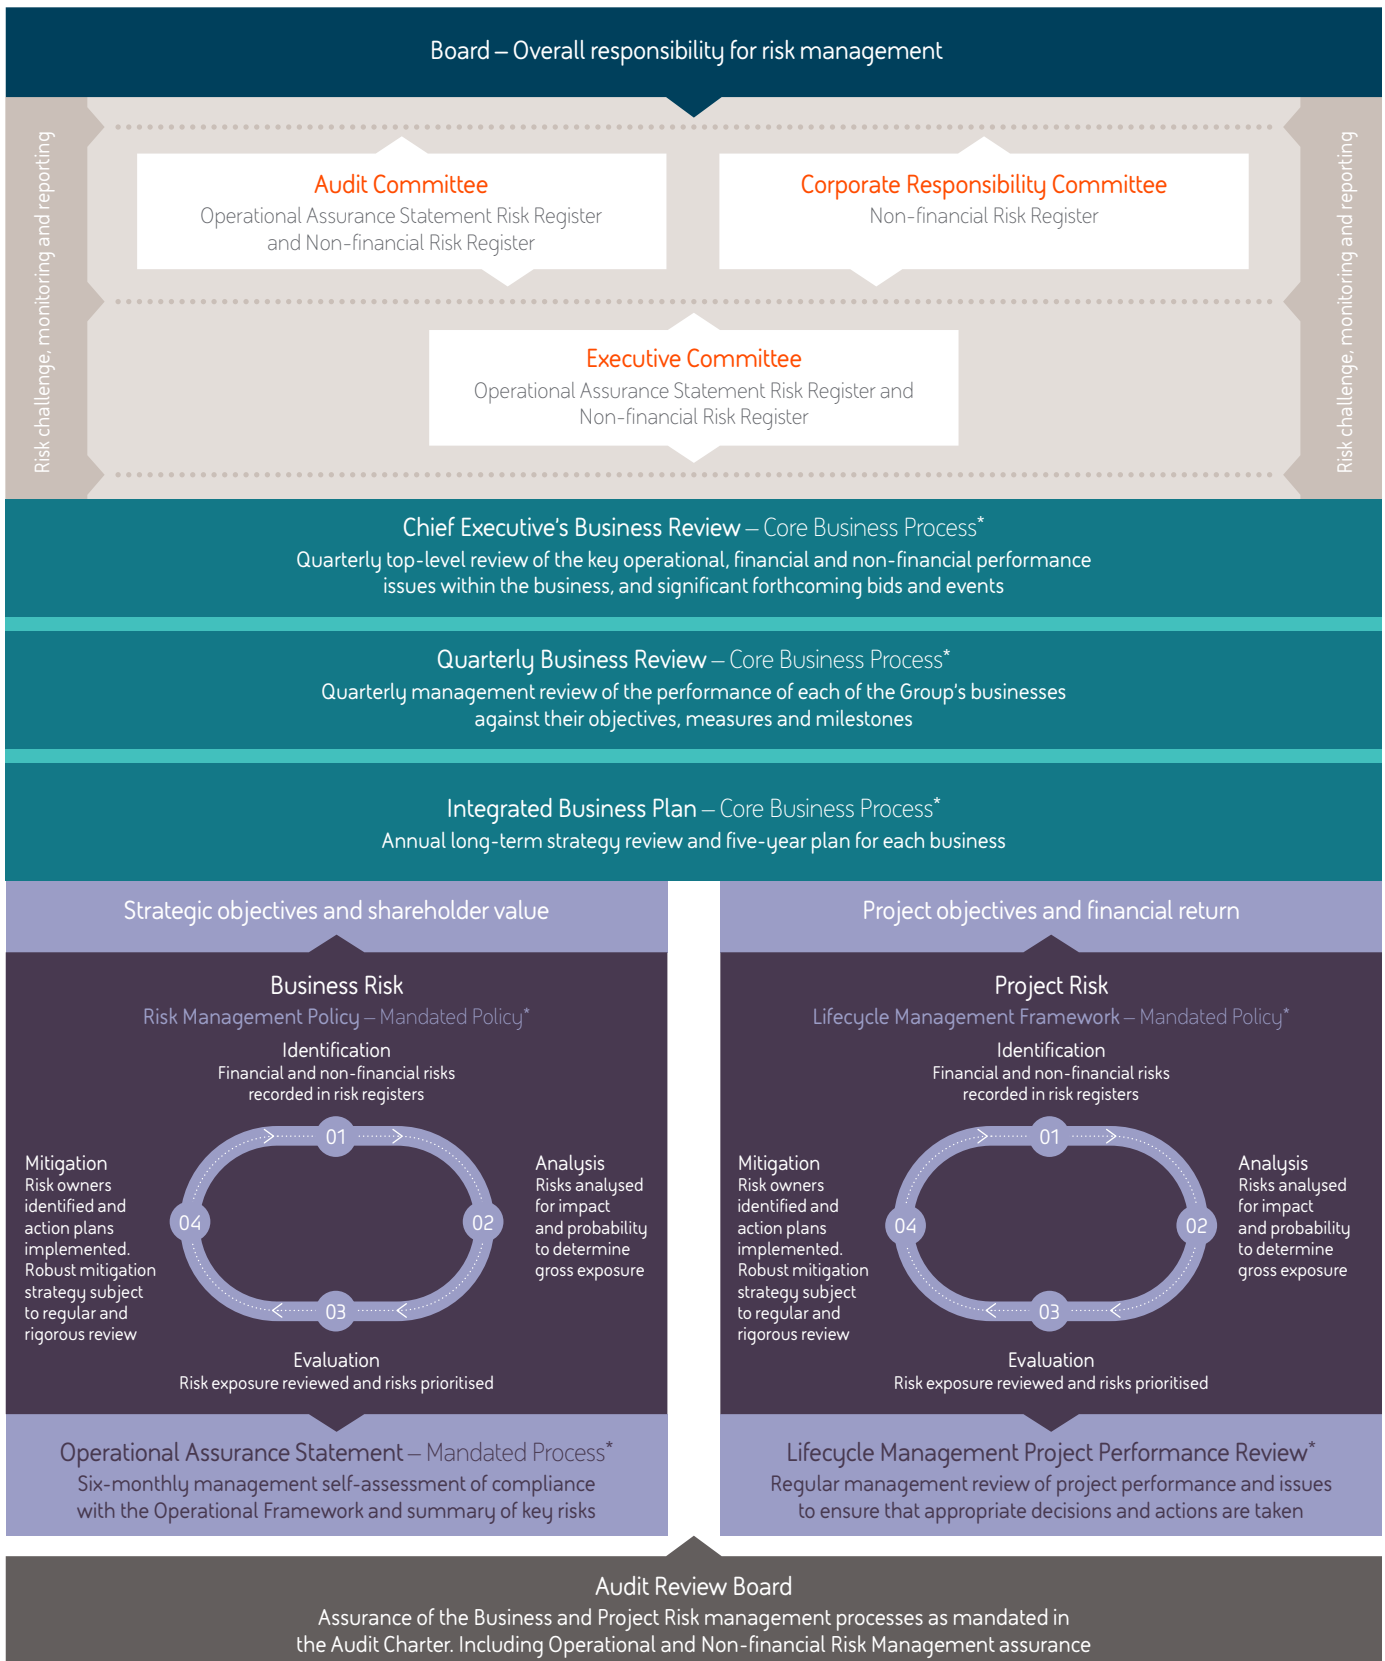 Board – Overall responsibility for risk management
Risk challenge, monitoring and reporting
Audit Committee
Operational Assurance Statement Risk Register
and Non-financial Risk Register
Corporate Responsibility Committee
Non-financial Risk Register
Risk challenge, monitoring and reporting
Executive Committee
Operational Assurance Statement Risk Register and
Non-financial Risk Register
Chief Executive's Business Review – Core Business Process*
Quarterly top-level review of the key operational, financial and non-financial performance
issues within the business, and significant forthcoming bids and events
Quarterly Business Review – Core Business Process*
Quarterly management review of the performance of each of the Group's businesses
against their objectives, measures and milestones
Integrated Business Plan – Core Business Process*
Annual long-term strategy review and five-year plan for each business
Strategic objectives and shareholder value
Business Risk
Risk Management Policy – Mandated Policy*
Identification
Financial and non-financial risks
recorded in risk registers
01
Analysis
Risks analysed
for impact
and probability
to determine
gross exposure
02
03
Evaluation
Risk exposure reviewed and risks prioritised
Mitigation
Risk owners
identified and
action plans
implemented.
Robust mitigation
strategy subject
to regular and
rigorous review
04
Operational Assurance Statement – Mandated Process*
Six-monthly management self-assessment of compliance
with the Operational Framework and summary of key risks
Project objectives and financial return
Project Risk
Lifecycle Management Framework – Mandated Policy*
Identification
Financial and non-financial risks
recorded in risk registers
01
Analysis
Risks analysed
for impact
and probability
to determine
gross exposure
02
03
Evaluation
Risk exposure reviewed and risks prioritised
Mitigation
Risk owners
identified and
action plans
implemented.
Robust mitigation
strategy subject
to regular and
rigorous review
04
Lifecycle Management Project Performance Review*
Regular management review of project performance and issues
to ensure that appropriate decisions and actions are taken
Audit Review Board
Assurance of the Business and Project Risk management processes as mandated in
the Audit Charter. Including Operational and Non-financial Risk Management assurance